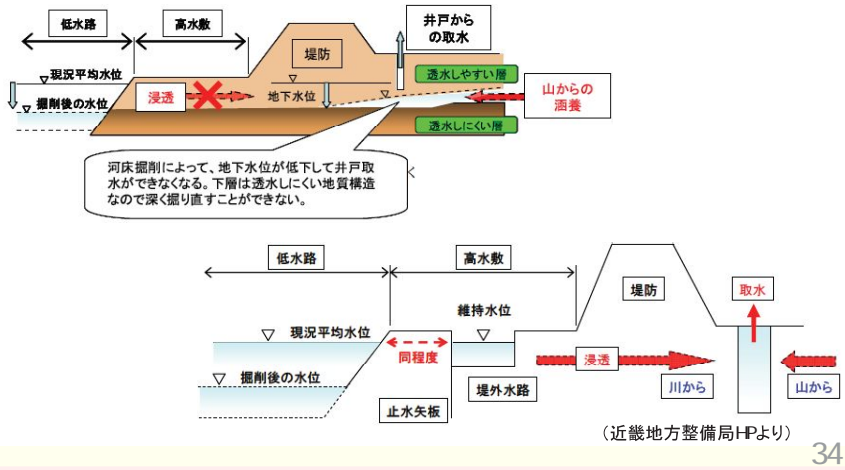 低水路
高水敷
井戸から
の取水
堤防
現況平均水位
透水しやすい層
浸透
地下水位
山からの
涵養
掘削後の水位
透水しにくい層
河床掘削によって、地下水位が低下して井戸取
水ができなくなる。下層は透水しにくい地質構造
なので深く掘り直すことができない。
低水路
高水敷
堤防
取水
維持水位
現況平均水位
同程度
浸透
掘削後の水位
堤外水路
川から
山から
止水矢板
（近畿地方整備局HPより）
34